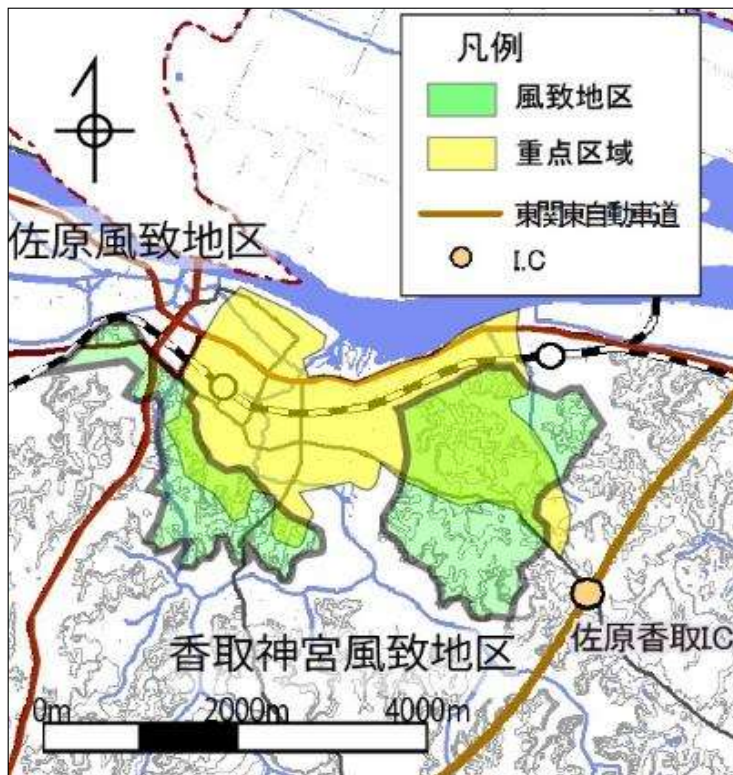 凡例
風致地区
重点区域
東関東自動車道
I.C
佐原風致地区
佐原香取IC
香取神宮風致地区
0m 2000m 4000m